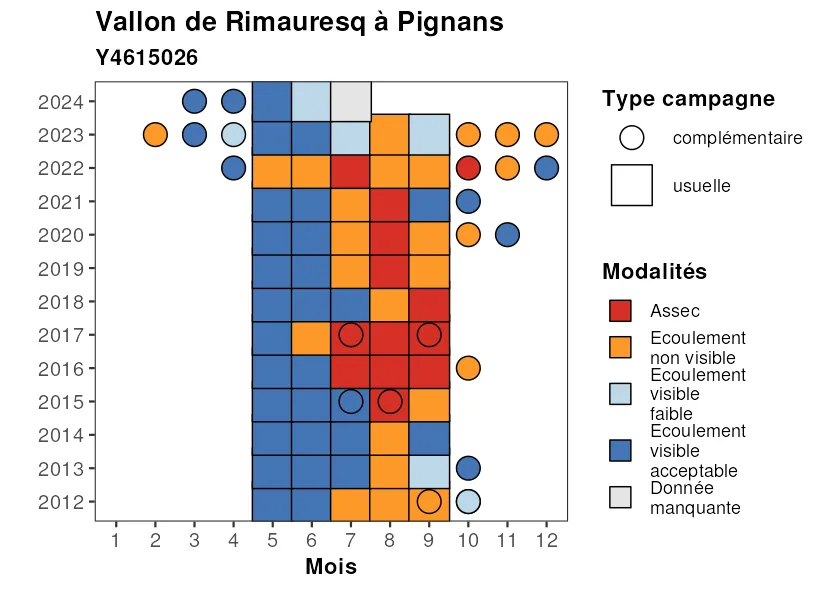 Vallon de Rimauresq à Pignans
Y4615026
2024
2023
2022
2021
2020
2019
2018
2017
2016
2015
2014
2013
2012
1 2 3 4 5 6 7 8 9 10 11 12
Mois
Type campagne
complémentaire
usuelle
Modalités
Assec
Ecoulement
non visible
Ecoulement
visible
faible
Ecoulement
visible
acceptable
Donnée
manquante